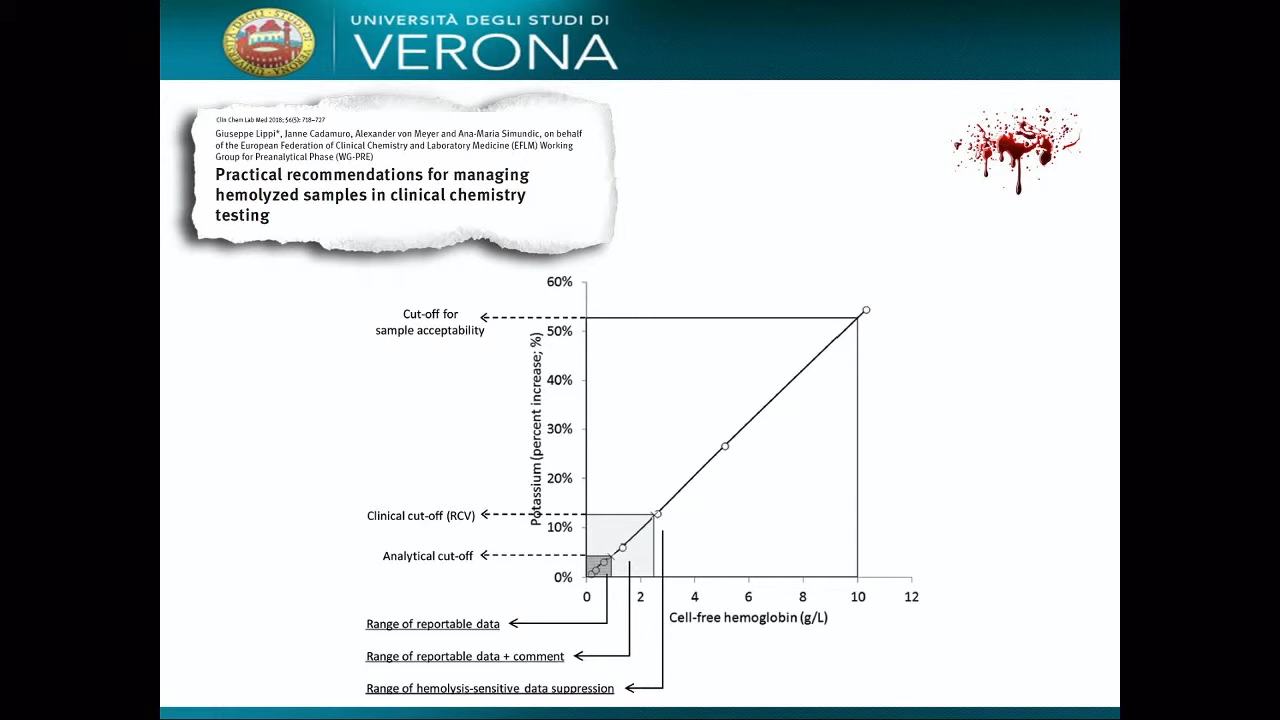 UNIVERSITÀ DEGLI STUDI DI
VERONA
Clin Chem Lab Med 2018; 56(5): 718–727
Giuseppe Lippi*, Janne Cadamuro, Alexander von Meyer and Ana-Maria Simundic, on behalf
of the European Federation of Clinical Chemistry and Laboratory Medicine (EFLM) Working
Group for Preanalytical Phase (WG-PRE)
Practical recommendations for managing
hemolyzed samples in clinical chemistry
testing
60%
Cut-off for
sample acceptability
50%
40%
30%
20%
10%
0%
Potassium (percent increase; %)
Clinical cut-off (RCV)
Analytical cut-off
0 2 4 6 8 10 12
Cell-free hemoglobin (g/L)
Range of reportable data
Range of reportable data + comment
Range of hemolysis-sensitive data suppression